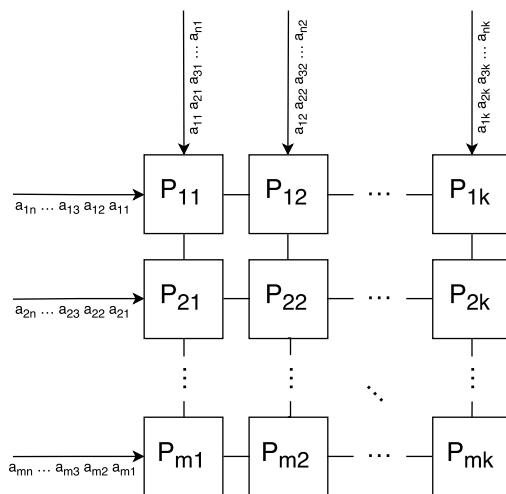 a₁₁ a₂₁ a₃₁ … aₙ₁
a₁₂ a₂₂ a₃₂ … aₙ₂
a₁ₖ a₂ₖ a₃ₖ … aₙₖ
P₁₁ P₁₂ … P₁ₖ
a₁ₙ … a₁₃ a₁₂ a₁₁
P₂₁ P₂₂ … P₂ₖ
a₂ₙ … a₂₃ a₂₂ a₂₁
Pₘ₁ Pₘ₂ … Pₘₖ
aₘₙ … aₘ₃ aₘ₂ aₘ₁